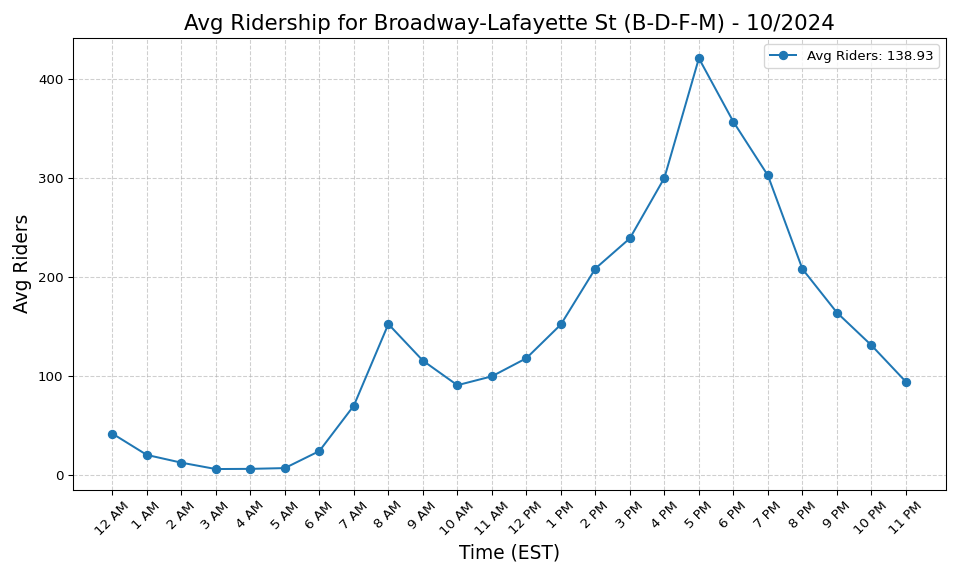 Avg Ridership for Broadway-Lafayette St (B-D-F-M) - 10/2024
Avg Riders: 138.93
Avg Riders
400
300
200
100
0
12 AM
1 AM
2 AM
3 AM
4 AM
5 AM
6 AM
7 AM
8 AM
9 AM
10 AM
11 AM
12 PM
1 PM
2 PM
3 PM
4 PM
5 PM
6 PM
7 PM
8 PM
9 PM
10 PM
11 PM
Time (EST)